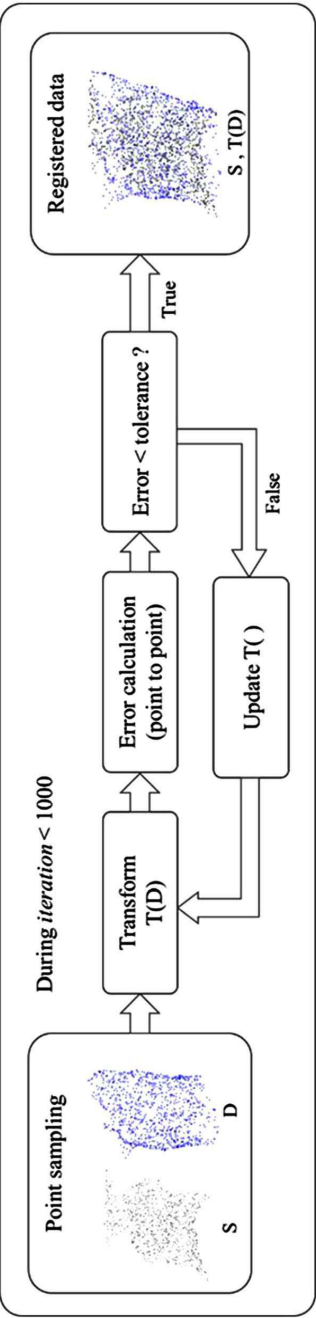 During iteration < 1000
Point sampling
S
D
Transform
T(D)
Error calculation
(point to point)
Error < tolerance ?
True
Registered data
S , T(D)
False
Update T( )